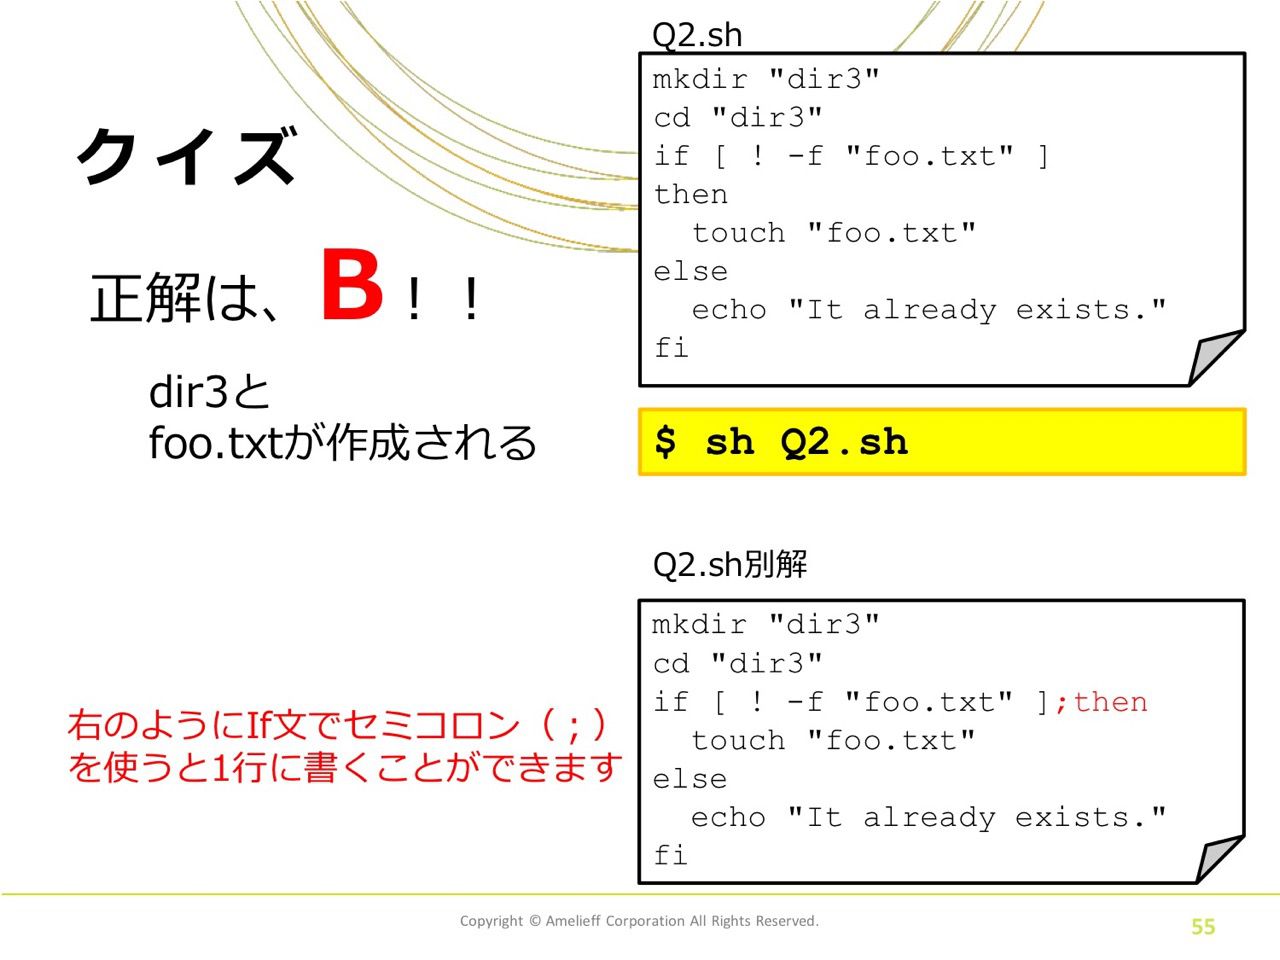 クイズ
正解は、B！！
dir3と
foo.txtが作成される
右のようにIf文でセミコロン（；）
を使うと1行に書くことができます
Q2.sh
mkdir "dir3"
cd "dir3"
if [ ! -f "foo.txt" ]
then
  touch "foo.txt"
else
  echo "It already exists."
fi
$ sh Q2.sh
Q2.sh別解
mkdir "dir3"
cd "dir3"
if [ ! -f "foo.txt" ];then
  touch "foo.txt"
else
  echo "It already exists."
fi
Copyright © Amelieff Corporation All Rights Reserved.
55